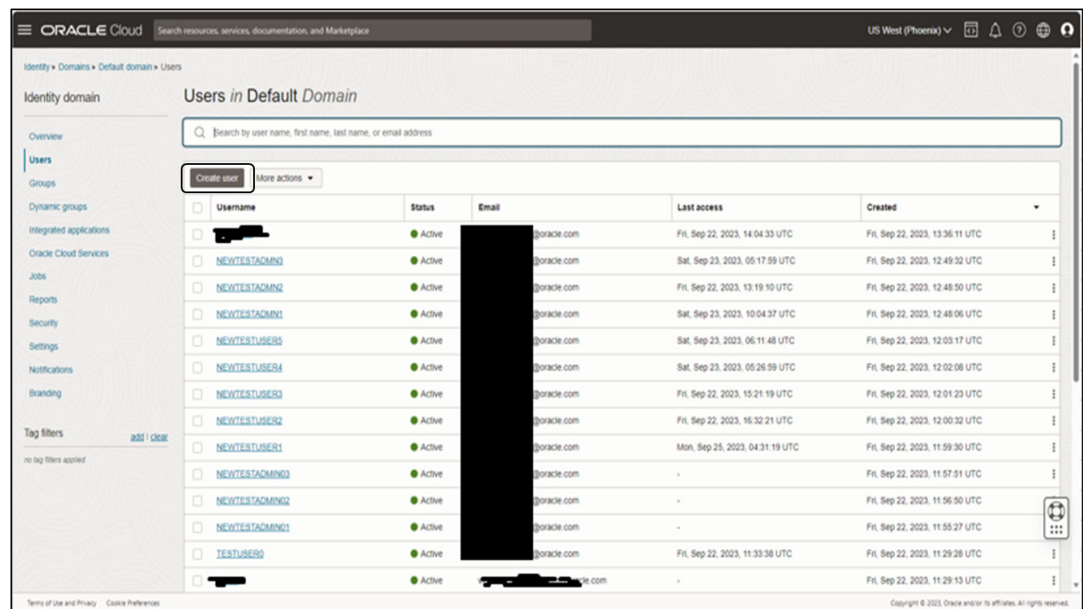 ORACLE Cloud Search resources, services, documentation, and Marketplace US West (Phoenix)
Identity » Domains » Default domain » Users
Identity domain
Overview
Users
Groups
Dynamic groups
Integrated applications
Oracle Cloud Services
Jobs
Reports
Security
Settings
Notifications
Branding
Tag filters add | clear
no tag filters applied
Users in Default Domain
Search by user name, first name, last name, or email address
Create user More actions
Username Status Email Last access Created
Active @oracle.com Fri, Sep 22, 2023, 14:04:33 UTC Fri, Sep 22, 2023, 13:36:11 UTC
NEWTESTADMN3 Active @oracle.com Sat, Sep 23, 2023, 05:17:59 UTC Fri, Sep 22, 2023, 12:49:32 UTC
NEWTESTADMN2 Active @oracle.com Fri, Sep 22, 2023, 13:19:10 UTC Fri, Sep 22, 2023, 12:48:50 UTC
NEWTESTADMN1 Active @oracle.com Sat, Sep 23, 2023, 10:04:37 UTC Fri, Sep 22, 2023, 12:48:06 UTC
NEWTESTUSER5 Active @oracle.com Sat, Sep 23, 2023, 06:11:48 UTC Fri, Sep 22, 2023, 12:03:17 UTC
NEWTESTUSER4 Active @oracle.com Sat, Sep 23, 2023, 05:26:59 UTC Fri, Sep 22, 2023, 12:02:08 UTC
NEWTESTUSER3 Active @oracle.com Fri, Sep 22, 2023, 15:21:19 UTC Fri, Sep 22, 2023, 12:01:23 UTC
NEWTESTUSER2 Active @oracle.com Fri, Sep 22, 2023, 16:32:21 UTC Fri, Sep 22, 2023, 12:00:32 UTC
NEWTESTUSER1 Active @oracle.com Mon, Sep 25, 2023, 04:31:19 UTC Fri, Sep 22, 2023, 11:59:30 UTC
NEWTESTADMIN03 Active @oracle.com - Fri, Sep 22, 2023, 11:57:51 UTC
NEWTESTADMIN02 Active @oracle.com - Fri, Sep 22, 2023, 11:56:50 UTC
NEWTESTADMIN01 Active @oracle.com - Fri, Sep 22, 2023, 11:55:27 UTC
TESTUSER0 Active @oracle.com Fri, Sep 22, 2023, 11:33:38 UTC Fri, Sep 22, 2023, 11:29:28 UTC
Active cle.com - Fri, Sep 22, 2023, 11:29:13 UTC
Terms of Use and Privacy Cookie Preferences Copyright © 2023, Oracle and/or its affiliates. All rights reserved.